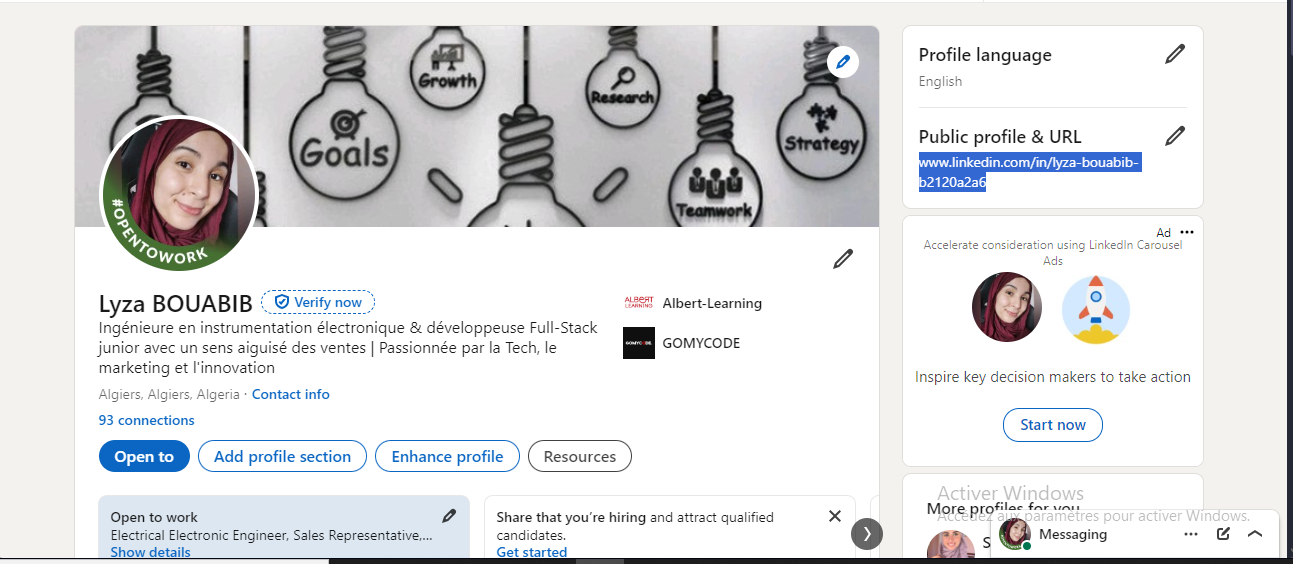 Growth
Goals
Research
Strategy
Teamwork
#OPENTOWORK
Lyza BOUABIB Verify now
Ingénieure en instrumentation électronique & développeuse Full-Stack
junior avec un sens aiguisé des ventes | Passionnée par la Tech, le
marketing et l'innovation
Algiers, Algiers, Algeria · Contact info
93 connections
ALBERT
LEARNING
Albert-Learning
GOMYCODE
GOMYCODE
Open to
Add profile section
Enhance profile
Resources
Open to work
Electrical Electronic Engineer, Sales Representative,...
Show details
Share that you're hiring and attract qualified
candidates.
Get started
Profile language
English
Public profile & URL
www.linkedin.com/in/lyza-bouabib-
b2120a2a6
Ad
Accelerate consideration using LinkedIn Carousel
Ads
Inspire key decision makers to take action
Start now
More profiles for you
Activer Windows
Accédez aux paramètres pour activer Windows.
S
Messaging